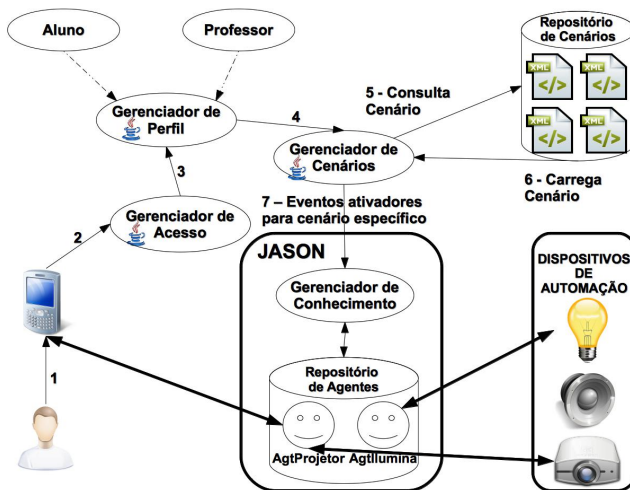 Aluno
Professor
Repositório
de Cenários
XML
</>
XML
</>
XML
</>
XML
</>
5 - Consulta
Cenário
4
Gerenciador de
Perfil
Gerenciador de
Cenários
3
6 - Carrega
Cenário
7 – Eventos ativadores
para cenário específico
Gerenciador de
Acesso
2
JASON
DISPOSITIVOS
DE
AUTOMAÇÃO
Gerenciador de
Conhecimento
1
Repositório
de Agentes
AgtProjetor
AgtIlumina